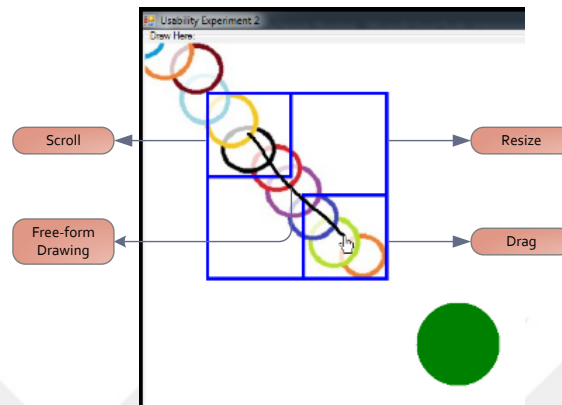 Usability Experiment 2
Draw Here:
Scroll
Resize
Free-form
Drawing
Drag